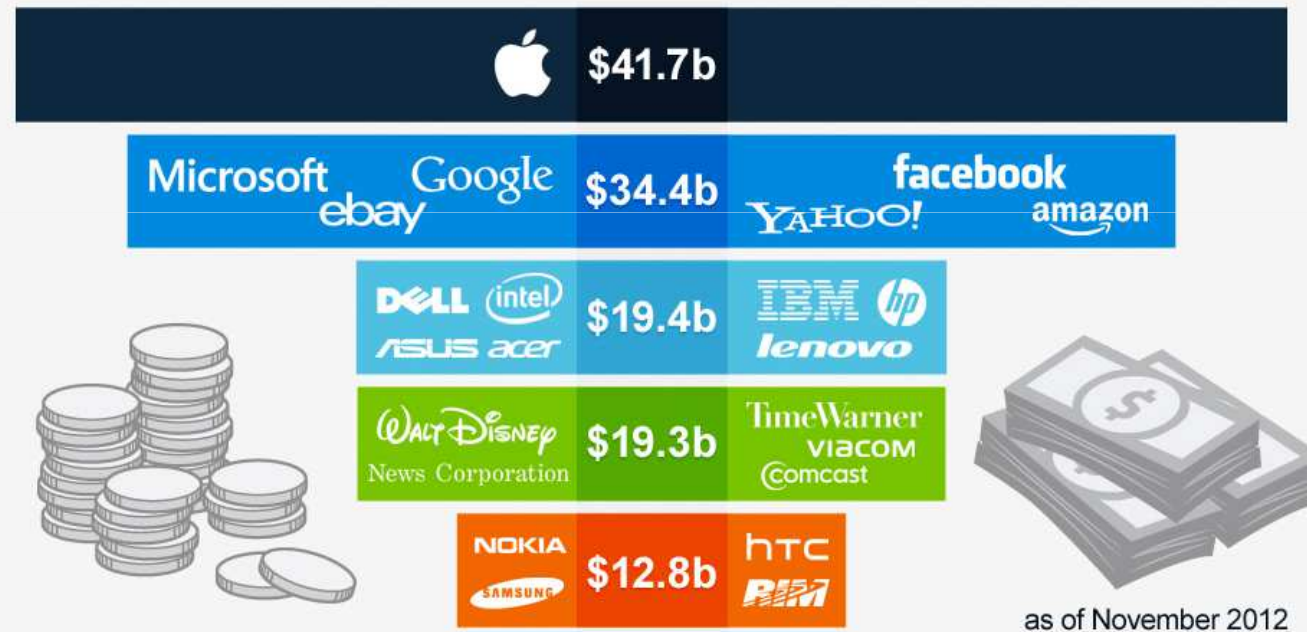 $41.7b
Microsoft Google $34.4b facebook
ebay YAHOO! amazon
DELL intel $19.4b IBM hp
ASUS acer lenovo
WALT DISNEY $19.3b TimeWarner
News Corporation VIACOM
comcast
NOKIA $12.8b hTC
SAMSUNG RIM
$
as of November 2012